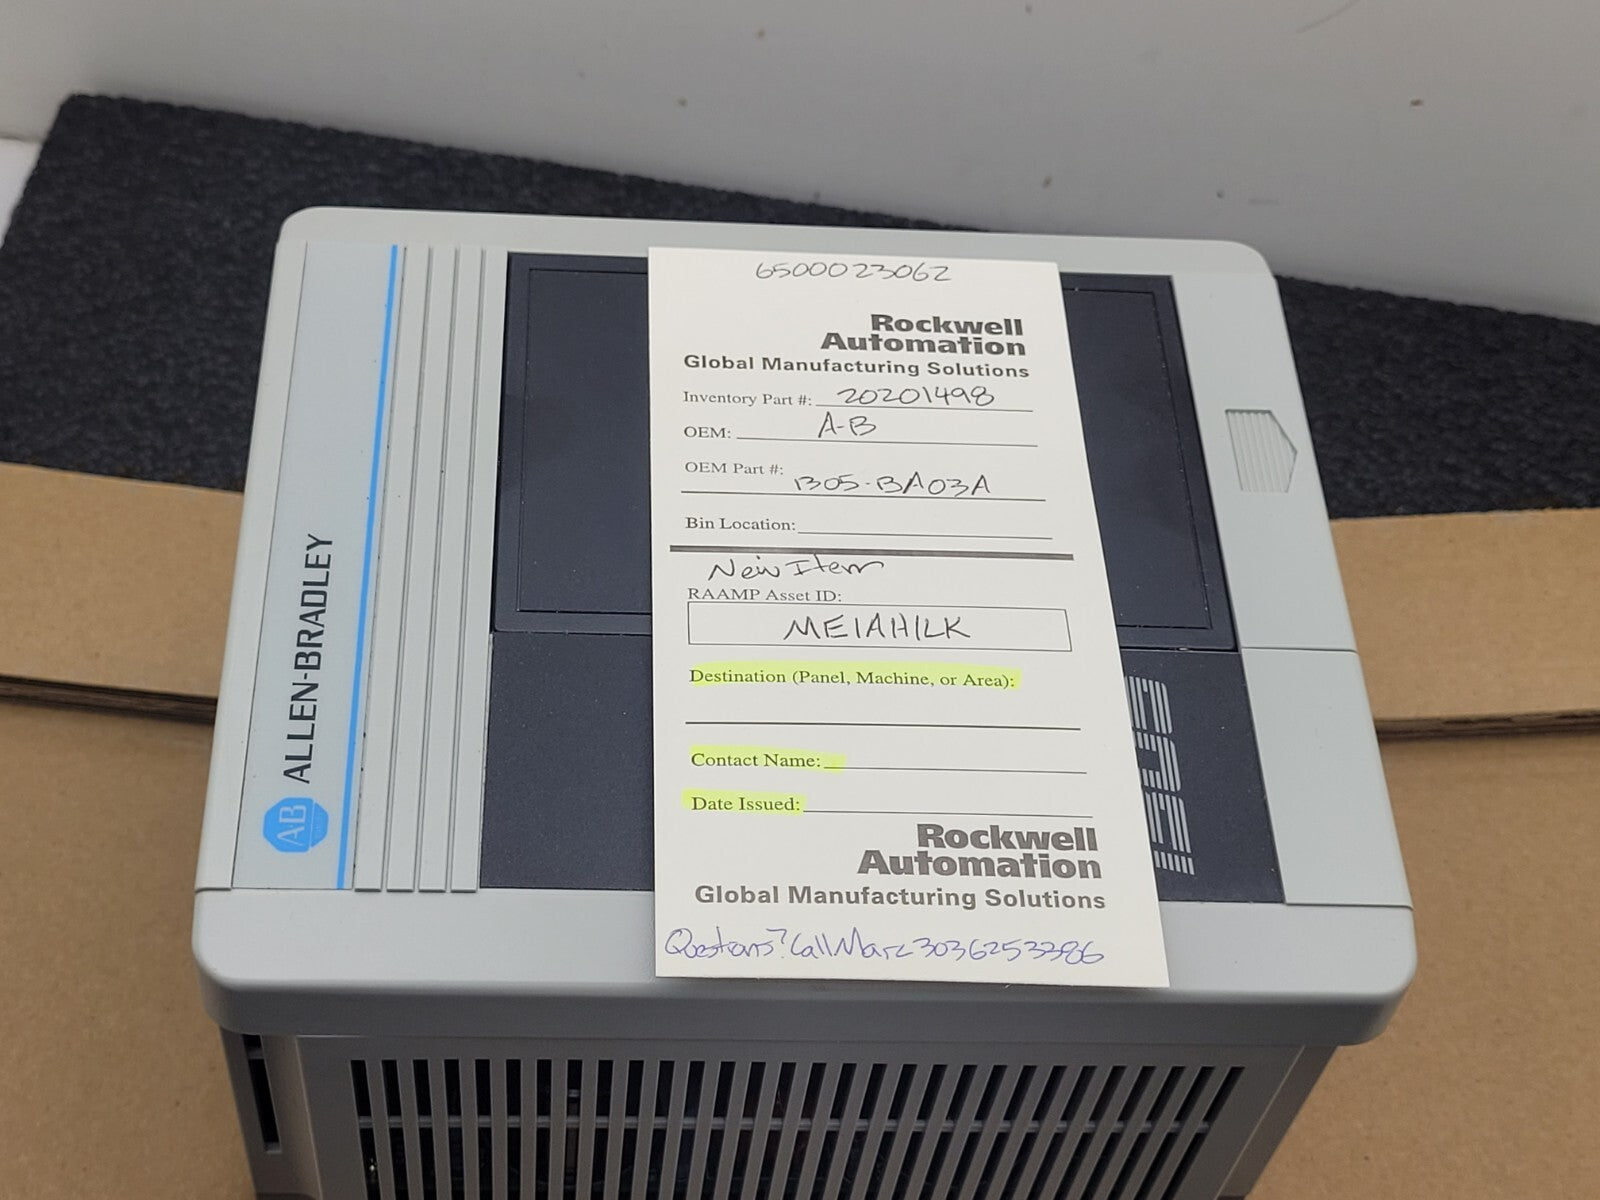 ALLEN-BRADLEY
AB
6500023062
Rockwell
Automation
Global Manufacturing Solutions
Inventory Part #: 20201498
OEM: A-B
OEM Part #: 1305-BA03A
Bin Location:
New Item
RAAMP Asset ID:
ME1AH1LK
Destination (Panel, Machine, or Area):
Contact Name:
Date Issued:
Rockwell
Automation
Global Manufacturing Solutions
Questions? Call Marc 3036253386